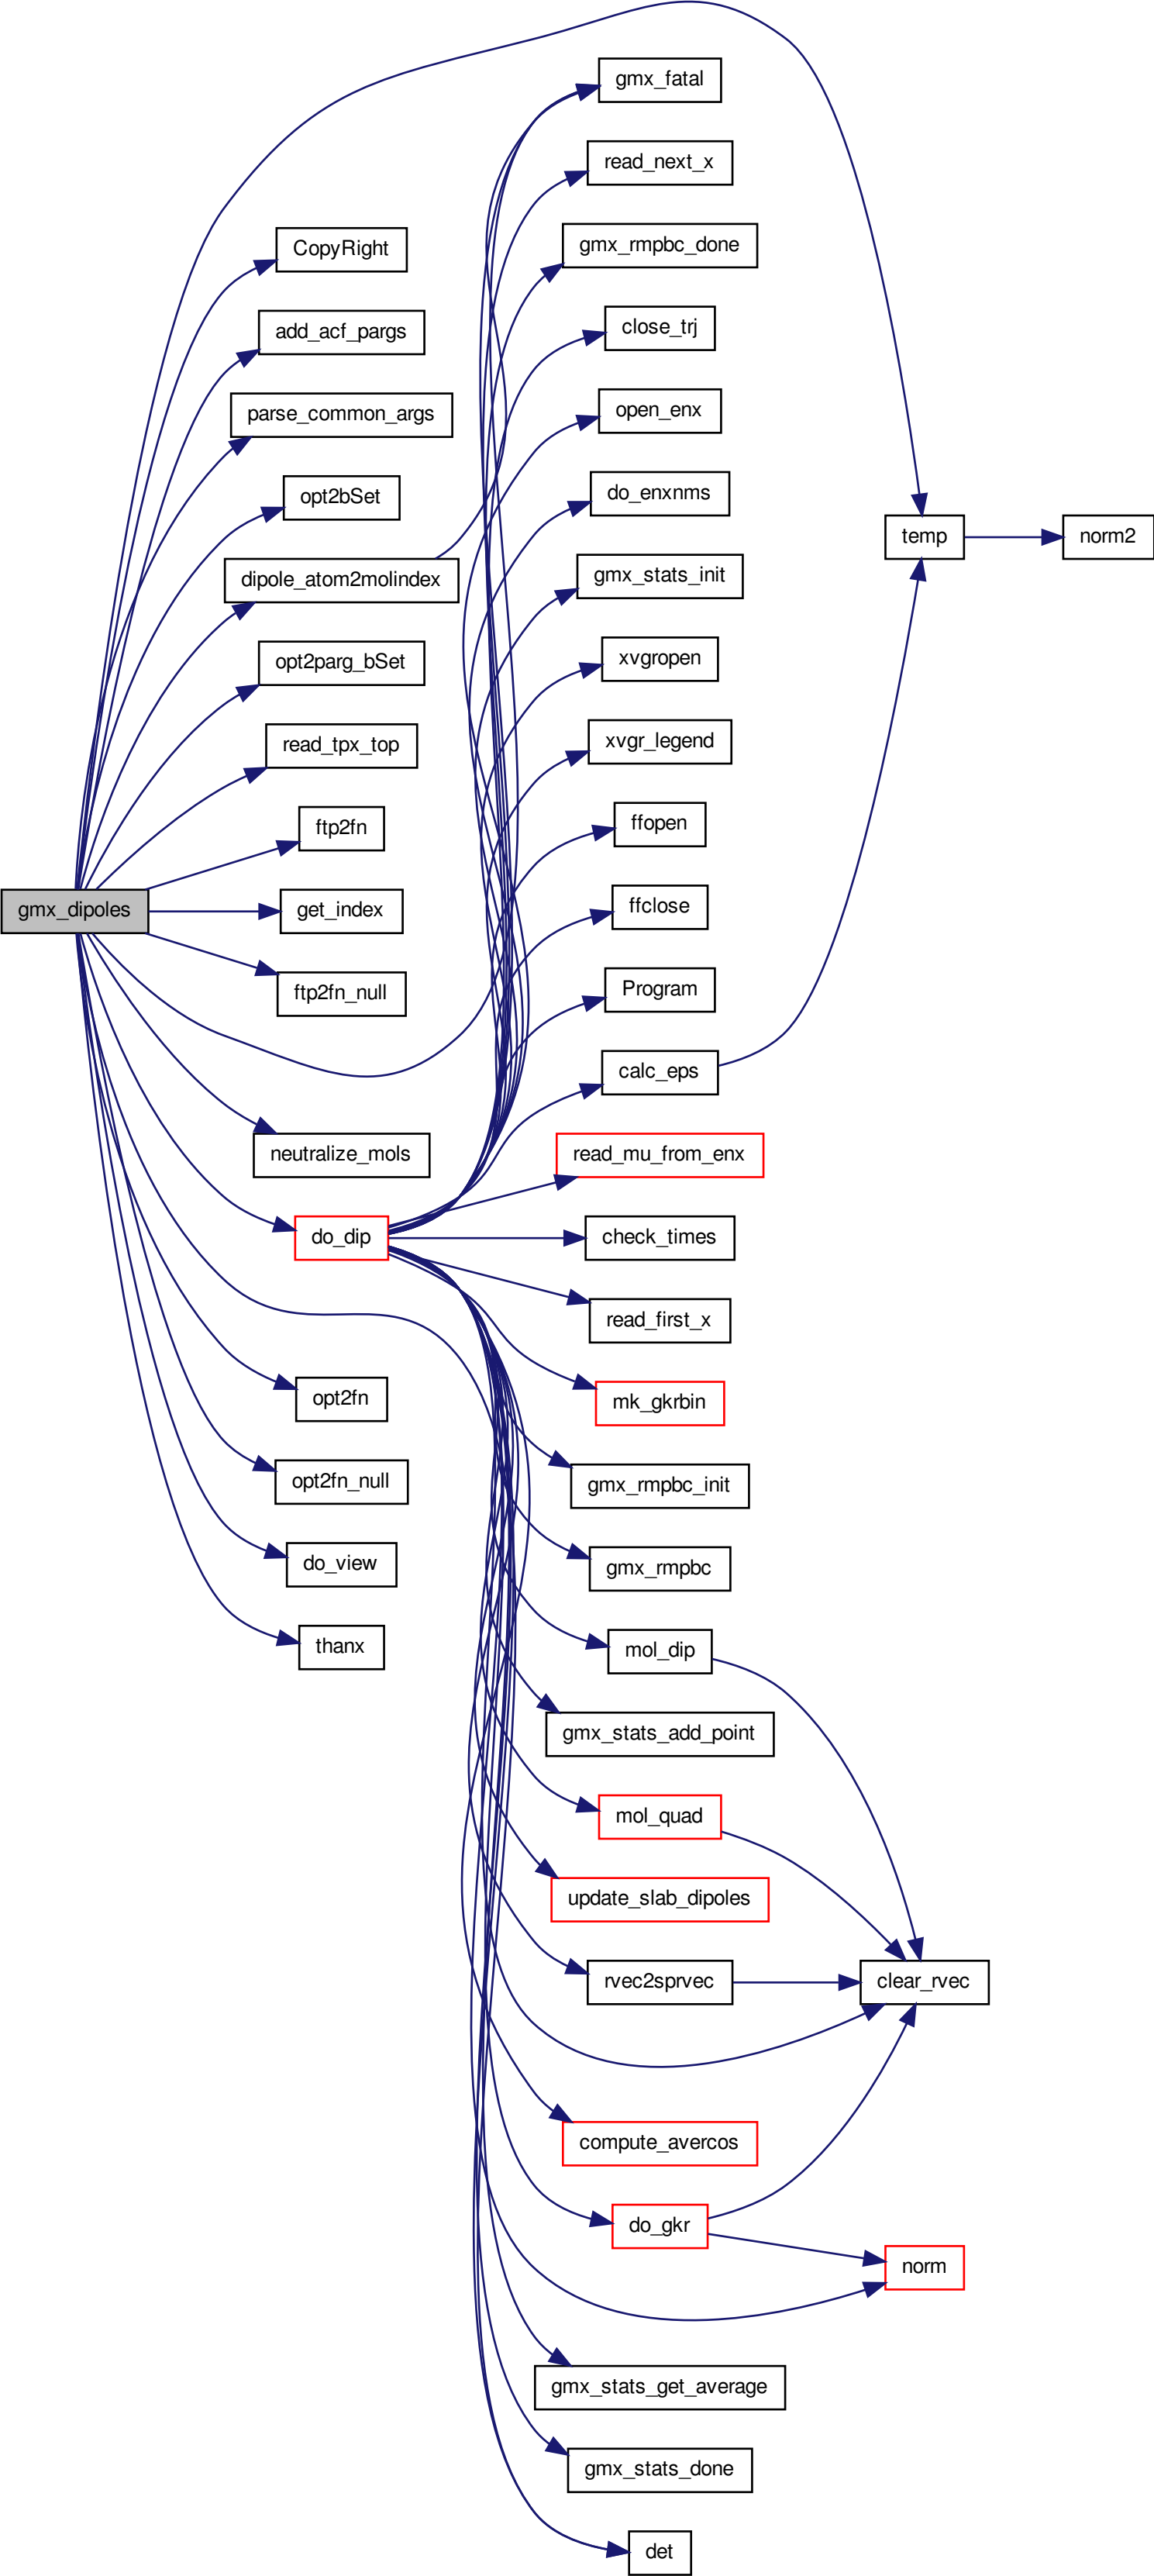 gmx_dipoles
CopyRight
add_acf_pargs
parse_common_args
opt2bSet
dipole_atom2molindex
opt2parg_bSet
read_tpx_top
ftp2fn
get_index
ftp2fn_null
neutralize_mols
do_dip
opt2fn
opt2fn_null
do_view
thanx
gmx_fatal
read_next_x
gmx_rmpbc_done
close_trj
open_enx
do_enxnms
gmx_stats_init
xvgropen
xvgr_legend
ffopen
ffclose
Program
calc_eps
read_mu_from_enx
check_times
read_first_x
mk_gkrbin
gmx_rmpbc_init
gmx_rmpbc
mol_dip
gmx_stats_add_point
mol_quad
update_slab_dipoles
rvec2sprvec
compute_avercos
do_gkr
gmx_stats_get_average
gmx_stats_done
det
temp
clear_rvec
norm
norm2